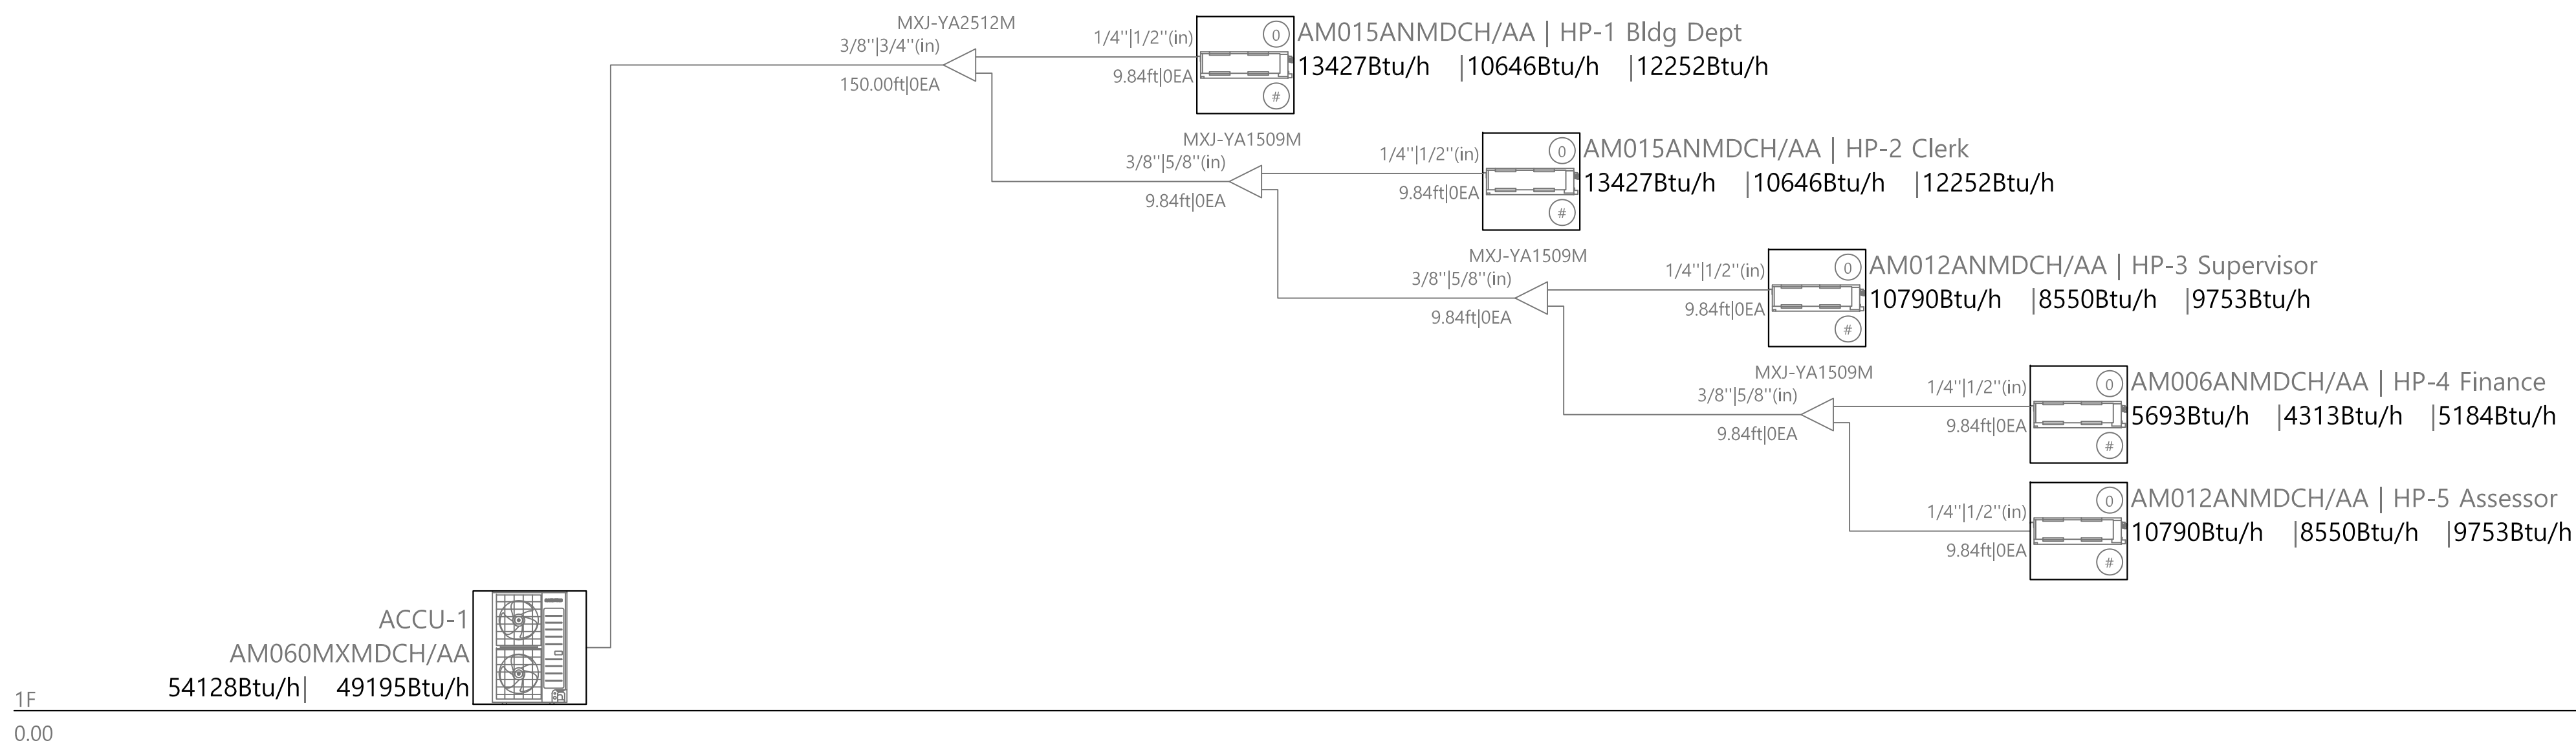 MXJ-YA2512M
3/8''|3/4''(in)
150.00ft|0EA
1/4''|1/2''(in)
9.84ft|0EA
0
#
AM015ANMDCH/AA | HP-1 Bldg Dept
13427Btu/h |10646Btu/h |12252Btu/h
MXJ-YA1509M
3/8''|5/8''(in)
9.84ft|0EA
1/4''|1/2''(in)
9.84ft|0EA
0
#
AM015ANMDCH/AA | HP-2 Clerk
13427Btu/h |10646Btu/h |12252Btu/h
MXJ-YA1509M
3/8''|5/8''(in)
9.84ft|0EA
1/4''|1/2''(in)
9.84ft|0EA
0
#
AM012ANMDCH/AA | HP-3 Supervisor
10790Btu/h |8550Btu/h |9753Btu/h
MXJ-YA1509M
3/8''|5/8''(in)
9.84ft|0EA
1/4''|1/2''(in)
9.84ft|0EA
0
#
AM006ANMDCH/AA | HP-4 Finance
5693Btu/h |4313Btu/h |5184Btu/h
1/4''|1/2''(in)
9.84ft|0EA
0
#
AM012ANMDCH/AA | HP-5 Assessor
10790Btu/h |8550Btu/h |9753Btu/h
ACCU-1
AM060MXMDCH/AA
54128Btu/h| 49195Btu/h
1F
0.00